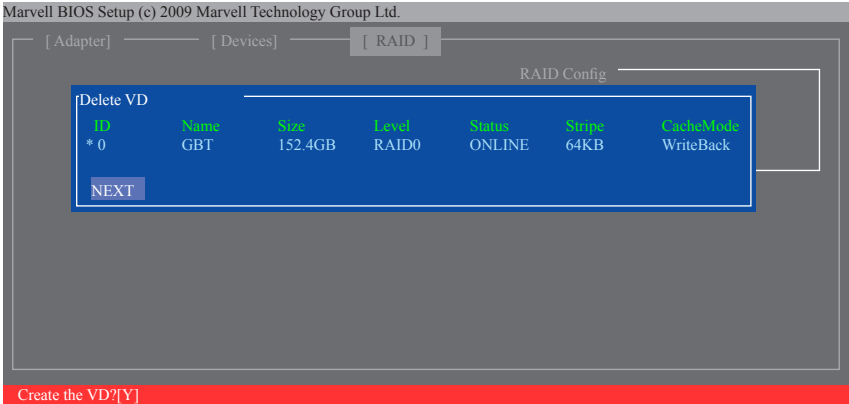 Marvell BIOS Setup (c) 2009 Marvell Technology Group Ltd.
[ Adapter] [ Devices] [ RAID ]
RAID Config
Delete VD
ID Name Size Level Status Stripe CacheMode
* 0 GBT 152.4GB RAID0 ONLINE 64KB WriteBack
NEXT
Create the VD?[Y]